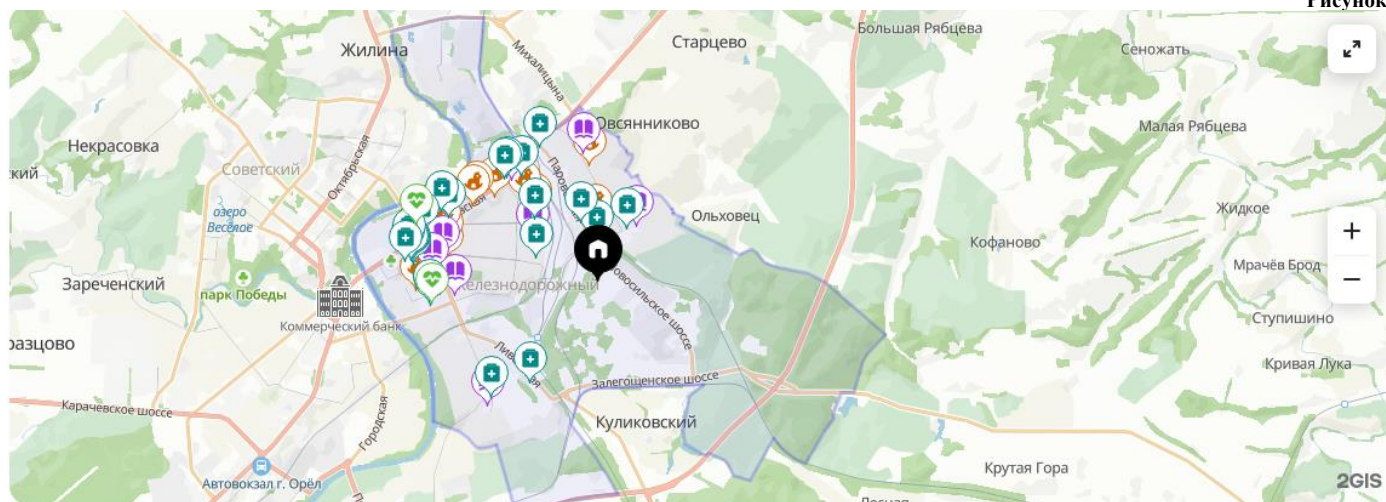 Рисунок
Жилина
Михалицына
Старцево
Большая Рябцева
Сеножать
Некрасовка
ский
Советский
Октябрьская
Овсянниково
Малая Рябцева
озеро
Весёлое
Ольховец
Жидкое
Кофаново
Зареченский
парк Победы
Железнодорожный
овосильское шоссе
Мрачёв Брод
Коммерческий банк
Ступишино
разцово
Залегощенское шоссе
Кривая Лука
Карачевское шоссе
Городская
Куликовский
Автовокзал г. Орёл
Крутая Гора
2GIS